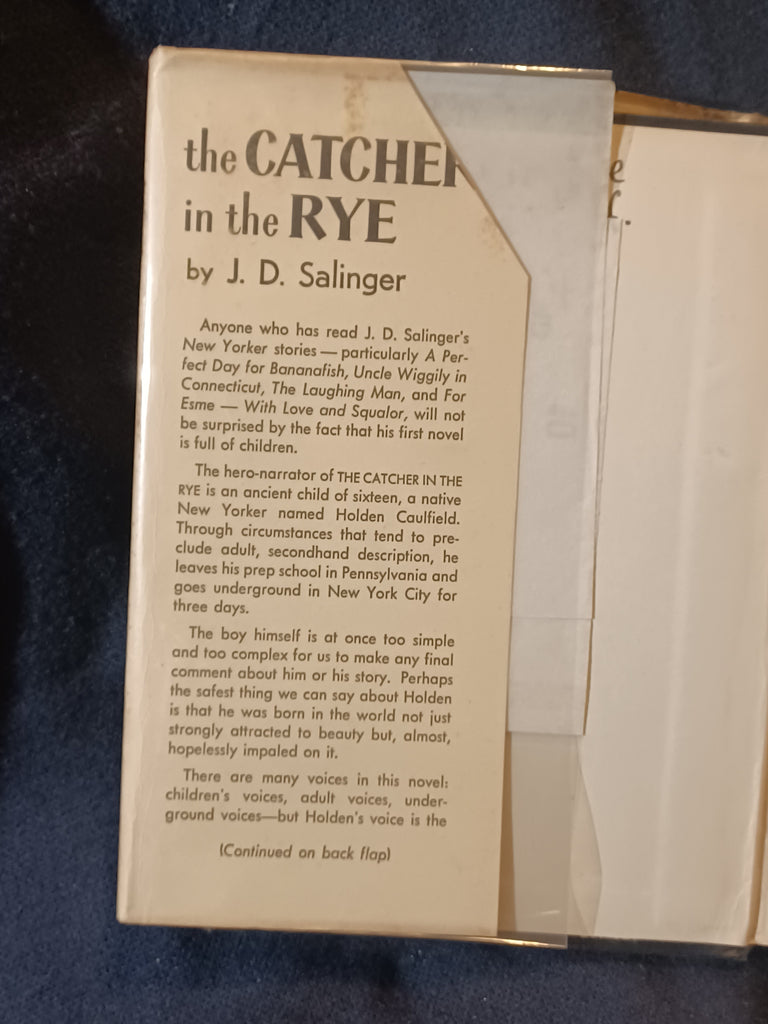 the CATCHER
in the RYE
by J. D. Salinger
Anyone who has read J. D. Salinger's
New Yorker stories — particularly A Per-
fect Day for Bananafish, Uncle Wiggily in
Connecticut, The Laughing Man, and For
Esme — With Love and Squalor, will not
be surprised by the fact that his first novel
is full of children.
The hero-narrator of THE CATCHER IN THE
RYE is an ancient child of sixteen, a native
New Yorker named Holden Caulfield.
Through circumstances that tend to pre-
clude adult, secondhand description, he
leaves his prep school in Pennsylvania and
goes underground in New York City for
three days.
The boy himself is at once too simple
and too complex for us to make any final
comment about him or his story. Perhaps
the safest thing we can say about Holden
is that he was born in the world not just
strongly attracted to beauty but, almost,
hopelessly impaled on it.
There are many voices in this novel:
children's voices, adult voices, under-
ground voices—but Holden's voice is the
(Continued on back flap)